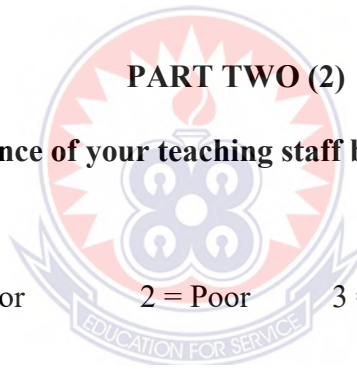 PART TWO (2)
nce of your teaching staff b
or 2 = Poor 3 =
EDUCATION FOR SERVICE